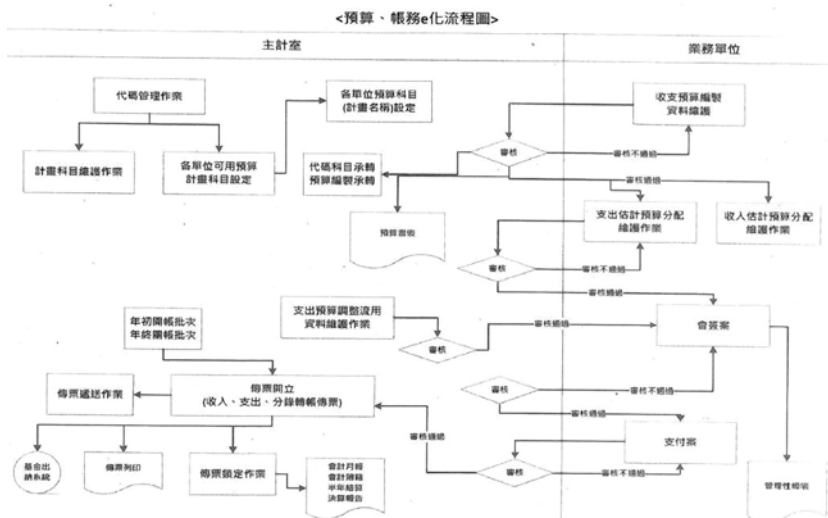 <預算、帳務e化流程圖>
主計室
業務單位
代碼管理作業
各單位預算科目
(計畫名稱)設定
收支預算編製
資料維護
審核
審核不通過
計畫科目維護作業
各單位可用預算
計畫科目設定
代碼科目承轉
預算編製承轉
審核通過
審核通過
預算書表
支出估計預算分配
維護作業
收入估計預算分配
維護作業
審核
審核不通過
審核通過
年初開帳批次
年終關帳批次
支出預算調整流用
資料維護作業
審核
審核通過
會簽案
傳票遞送作業
傳票開立
(收入、支出、分錄轉帳傳票)
審核
審核不通過
審核通過
審核通過
支付案
審核
審核不通過
基金出
納系統
傳票列印
傳票鎖定作業
會計月報
會計簿籍
半年結算
決算報告
管理性報表